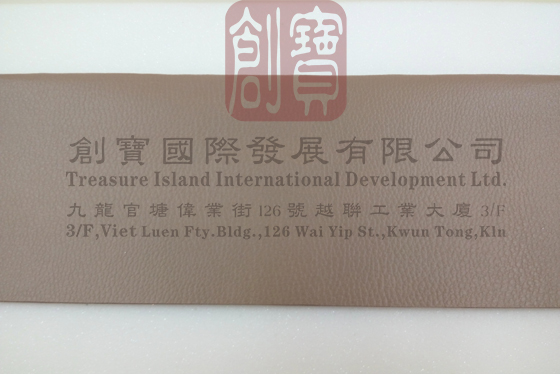 創寶
創寶國際發展有限公司
Treasure Island International Development Ltd.
九龍官塘偉業街126號越聯工業大廈3/F
3/F,Viet Luen Fty.Bldg.,126 Wai Yip St.,Kwun Tong,Kln